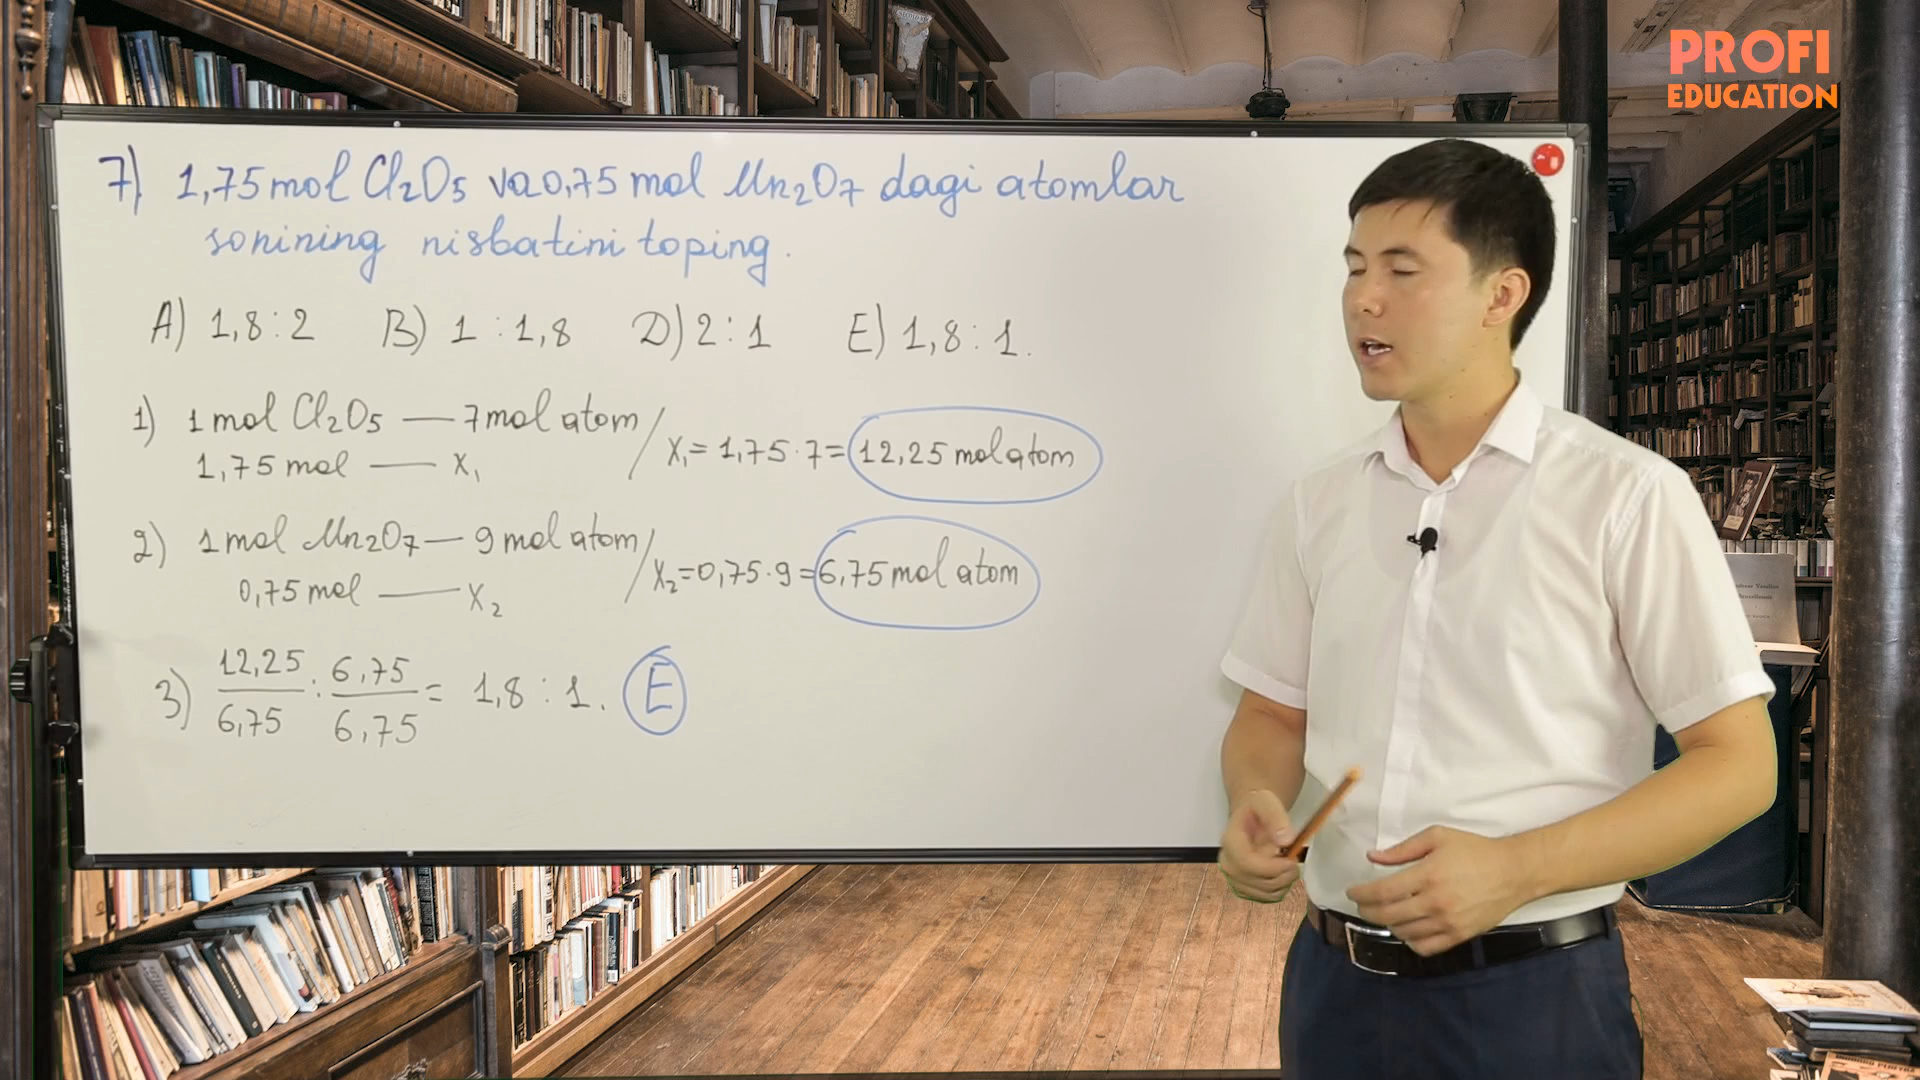 PROFI
EDUCATION
7) 1,75 mol Cl₂O₅ va 0,75 mol Mn₂O₇ dagi atomlar
sonining nisbatini toping.
A) 1,8 : 2 B) 1 : 1,8 D) 2 : 1 E) 1,8 : 1.
1) 1 mol Cl₂O₅ — 7 mol atom / X₁ = 1,75 · 7 = 12,25 mol atom
1,75 mol — X₁
2) 1 mol Mn₂O₇ — 9 mol atom / X₂ = 0,75 · 9 = 6,75 mol atom
0,75 mol — X₂
3) 12,25/6,75 : 6,75/6,75 = 1,8 : 1. E